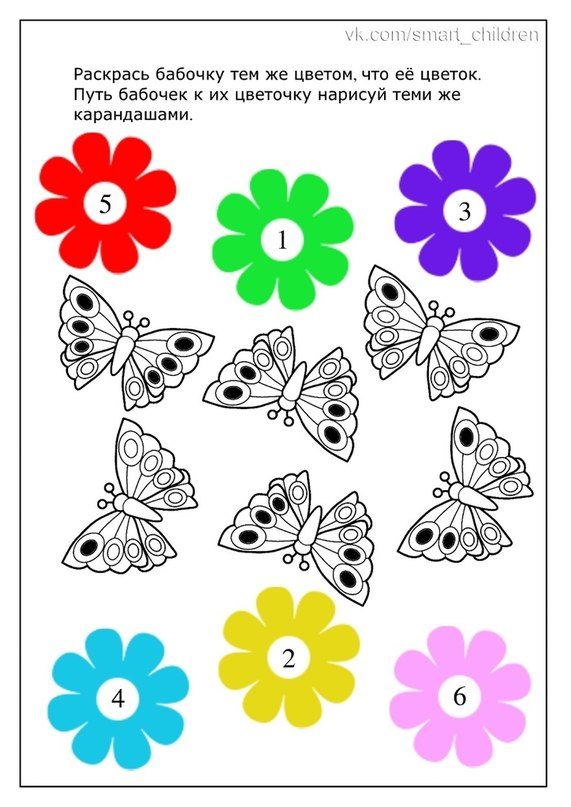 vk.com/smart_children
Раскрась бабочку тем же цветом, что её цветок.
Путь бабочек к их цветочку нарисуй теми же
карандашами.
5
1
3
4
2
6